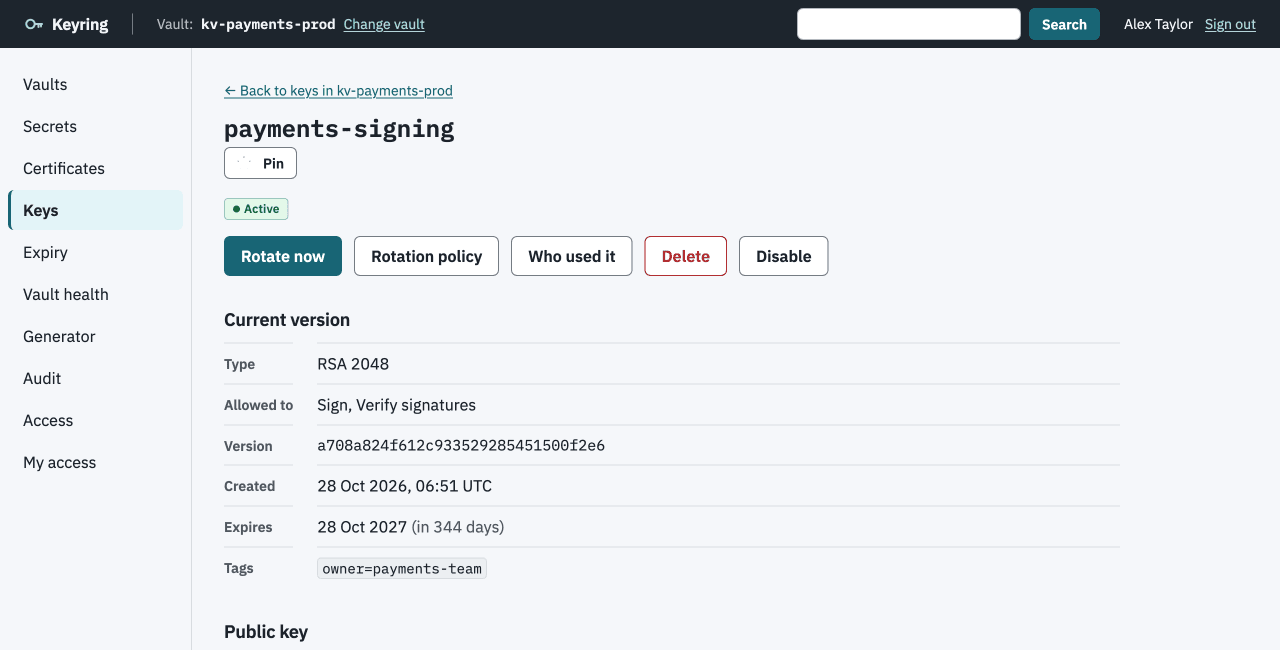 Keyring
Vault: kv-payments-prod Change vault
Search
Alex Taylor Sign out
Vaults
Secrets
Certificates
Keys
Expiry
Vault health
Generator
Audit
Access
My access
← Back to keys in kv-payments-prod
payments-signing
Pin
Active
Rotate now Rotation policy Who used it Delete Disable
Current version
Type RSA 2048
Allowed to Sign, Verify signatures
Version a708a824f612c933529285451500f2e6
Created 28 Oct 2026, 06:51 UTC
Expires 28 Oct 2027 (in 344 days)
Tags owner=payments-team
Public key